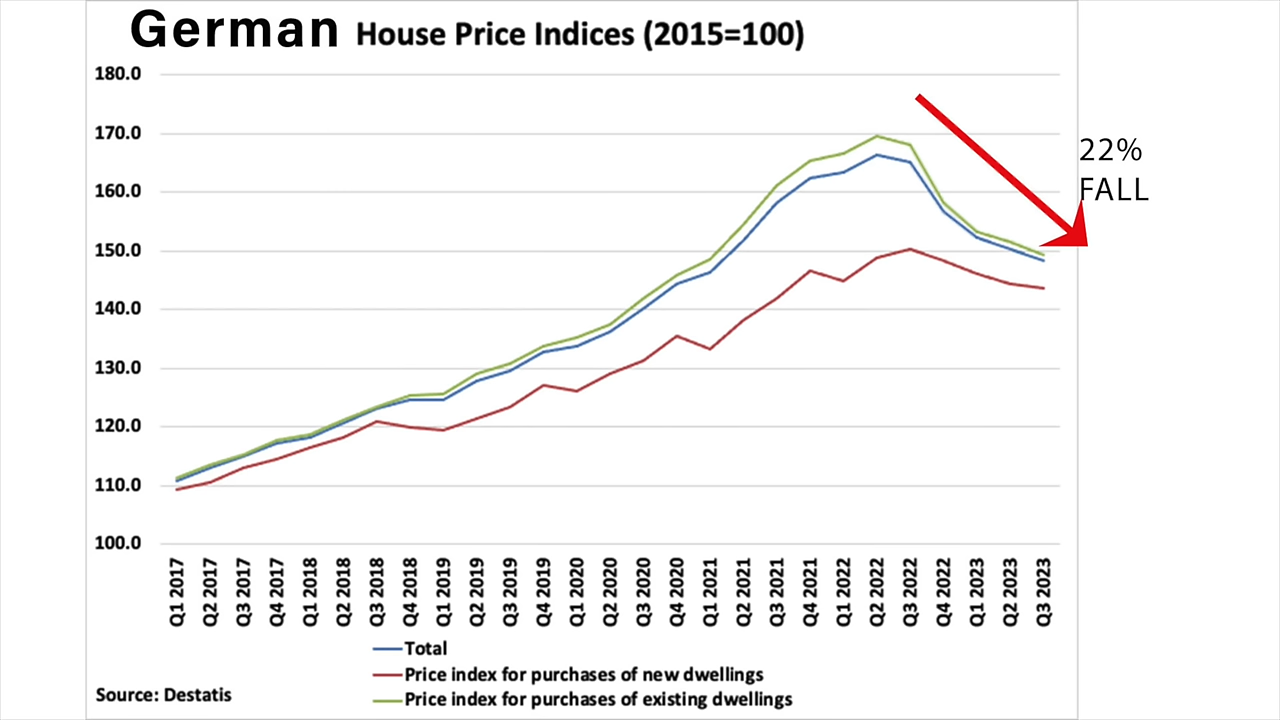 German House Price Indices (2015=100)
180.0
170.0
160.0
150.0
140.0
130.0
120.0
110.0
100.0
22%
FALL
Q1 2017
Q2 2017
Q3 2017
Q4 2017
Q1 2018
Q2 2018
Q3 2018
Q4 2018
Q1 2019
Q2 2019
Q3 2019
Q4 2019
Q1 2020
Q2 2020
Q3 2020
Q4 2020
Q1 2021
Q2 2021
Q3 2021
Q4 2021
Q1 2022
Q2 2022
Q3 2022
Q4 2022
Q1 2023
Q2 2023
Q3 2023
Total
Price index for purchases of new dwellings
Price index for purchases of existing dwellings
Source: Destatis